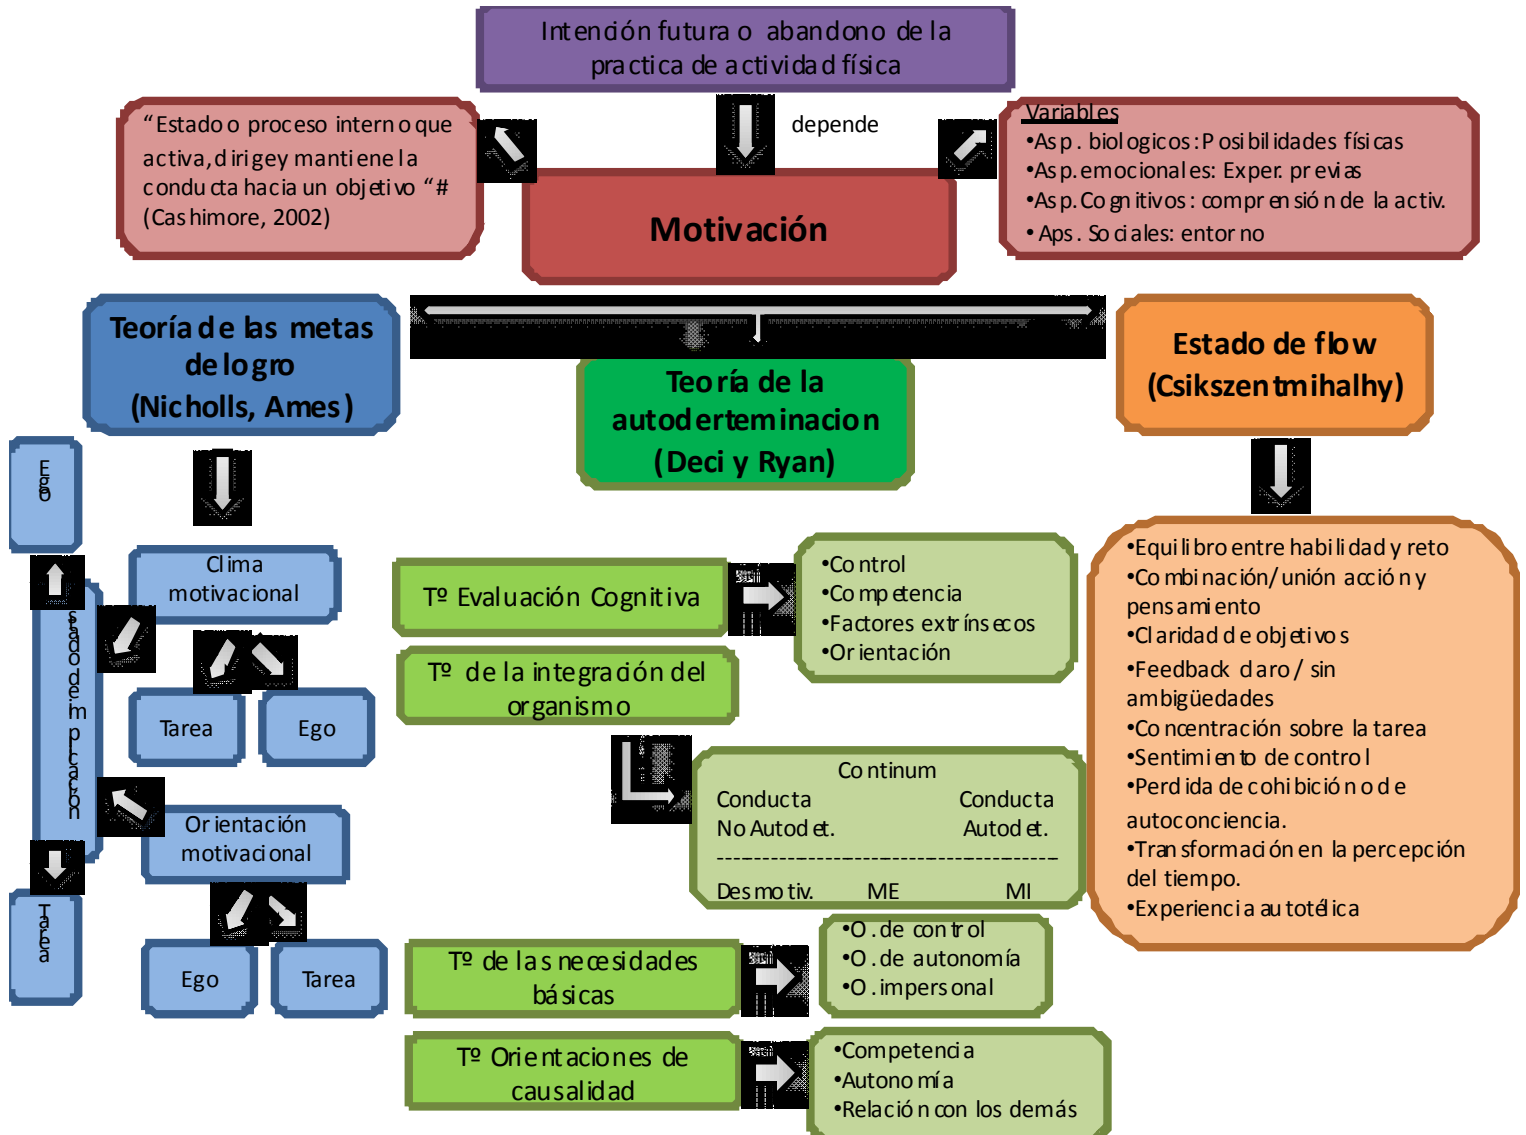 Intención futura o abandono de la
practica de actividad física
depende
“Estado o proceso interno que
activa, dirige y mantiene la
conducta hacia un objetivo “#
(Cashimore, 2002)
Motivación
Variables
•Asp. biologicos: Posibilidades físicas
•Asp. emocionales: Exper. previas
•Asp. Cognitivos: comprensión de la activ.
• Aps. Sociales: entorno
Teoría de las metas
de logro
(Nicholls, Ames)
Teoría de la
autoderteminacion
(Deci y Ryan)
Estado de flow
(Csikszentmihalhy)
Ego
Clima
motivacional
Tarea
Ego
Estado de implicación
Orientación
motivacional
Ego
Tarea
Tarea
Tº Evaluación Cognitiva
•Control
•Competencia
•Factores extrínsecos
•Orientación
Tº de la integración del
organismo
Continum
Conducta Conducta
No Autodet. Autodet.
--------------------------------------------
Desmotiv. ME MI
Tº de las necesidades
básicas
•O. de control
•O. de autonomía
•O. impersonal
Tº Orientaciones de
causalidad
•Competencia
•Autonomía
•Relación con los demás
•Equilibro entre habilidad y reto
•Combinación/unión acción y
pensamiento
•Claridad de objetivos
•Feedback claro / sin
ambigüedades
•Concentración sobre la tarea
•Sentimiento de control
•Perdida de cohibición o de
autoconciencia.
•Transformación en la percepción
del tiempo.
•Experiencia autotélica